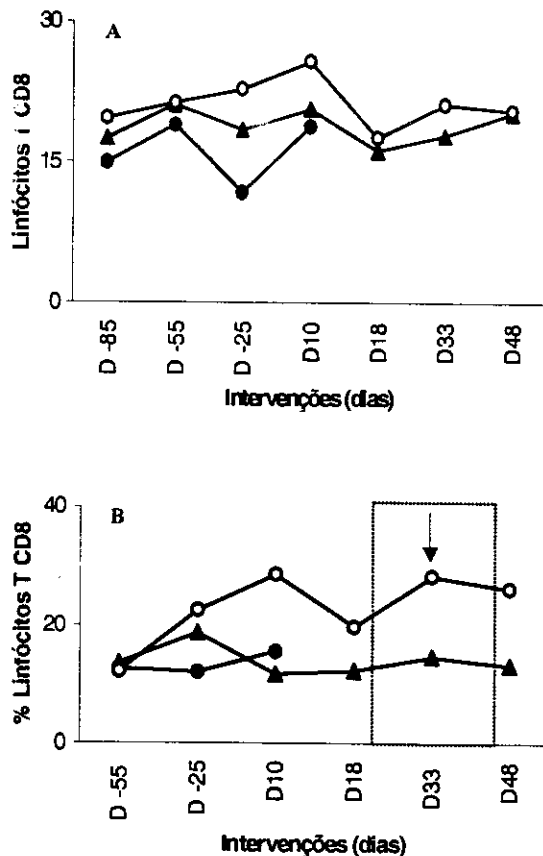 30
A
15
0
Linfócitos T CD8
D -85
D -55
D -25
D10
D18
D33
D48
Intervenções (dias)
40
B
20
0
% Linfócitos T CD8
D -55
D -25
D10
D18
D33
D48
Intervenções (dias)